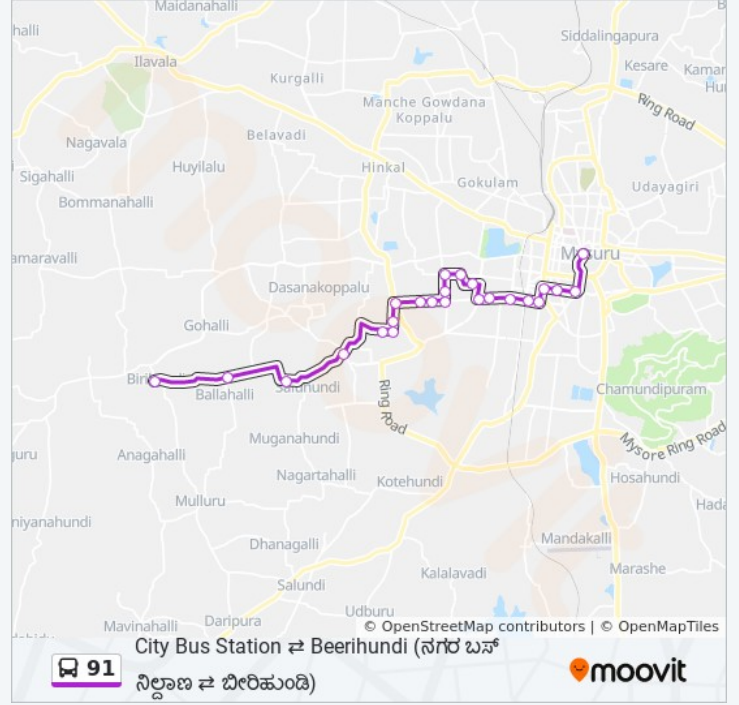 Maidanahalli
halli
Siddalingapura
Ilavala
Kesare
Kamar
Hu
Kurgalli
Manche Gowdana
Koppalu
Ring Road
Belavadi
Nagavala
Huyilalu
Hinkal
Sigahalli
Gokulam
Udayagiri
Bommanahalli
amaravalli
Mysuru
Dasanakoppalu
Gohalli
Ballahalli
Chamundipuram
Ring Road
Muganahundi
Mysore Ring Road
Anagahalli
Nagartahalli
Kotehundi
Hosahundi
Mulluru
niyanahundi
Dhanagalli
Mandakalli
Kalalavadi
Marashe
Salundi
Udburu
Daripura
Mavinahalli
© OpenStreetMap contributors | © OpenMapTiles
91
City Bus Station ⇄ Beerihundi (ನಗರ ಬಸ್
ನಿಲ್ದಾಣ ⇄ ಬೀರಿಹುಂಡಿ)
moovit